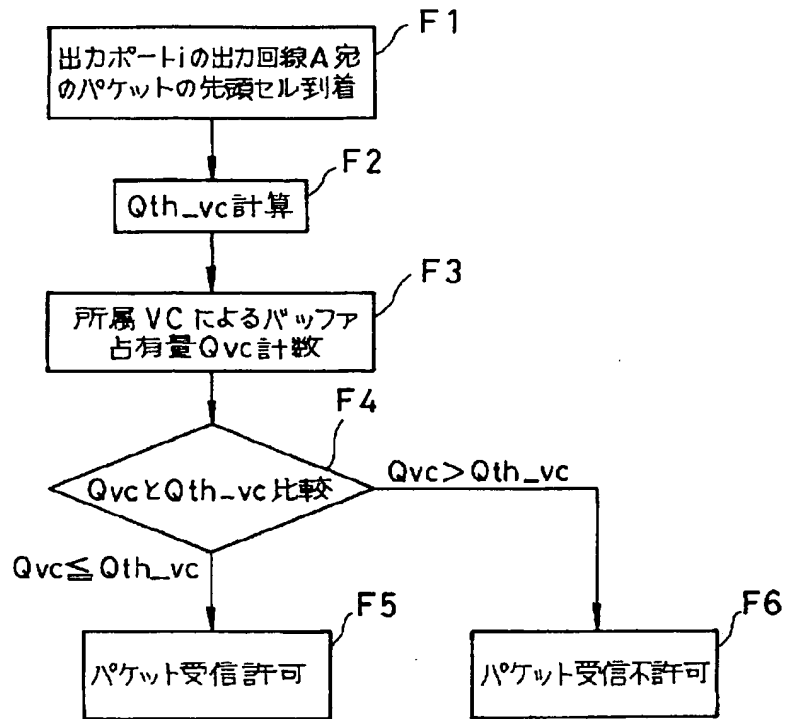 F1
出力ポートiの出力回線A宛
のパケットの先頭セル到着
F2
Qth_vc計算
F3
所属VCによるバッファ
占有量Qvc計数
F4
QvcとQth_vc比較
Qvc>Qth_vc
Qvc≦Qth_vc
F5
パケット受信許可
F6
パケット受信不許可